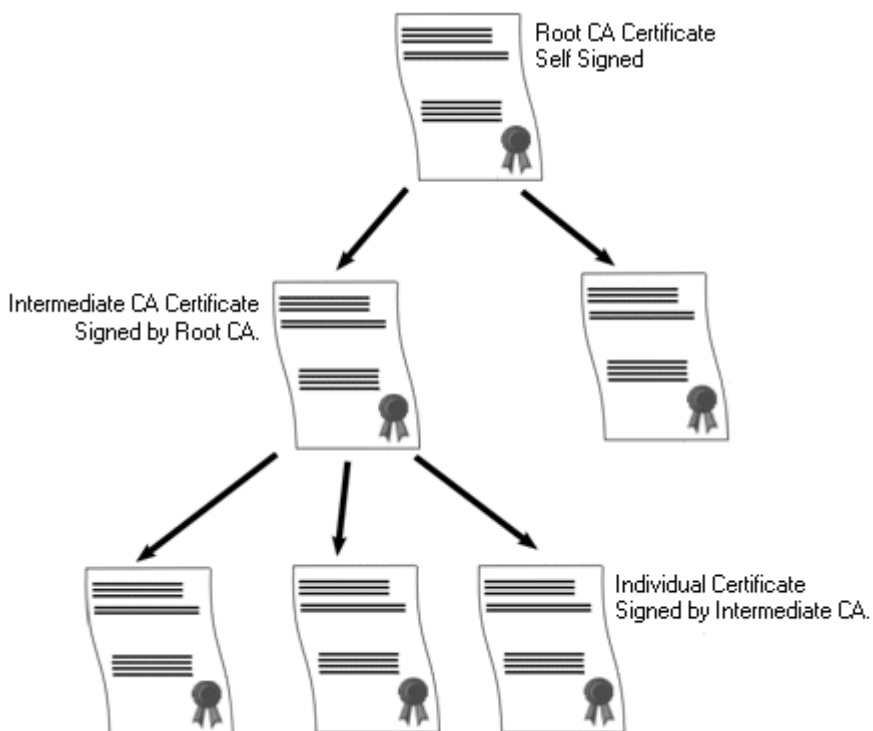 Root CA Certificate
Self Signed
Intermediate CA Certificate
Signed by Root CA.
Individual Certificate
Signed by Intermediate CA.